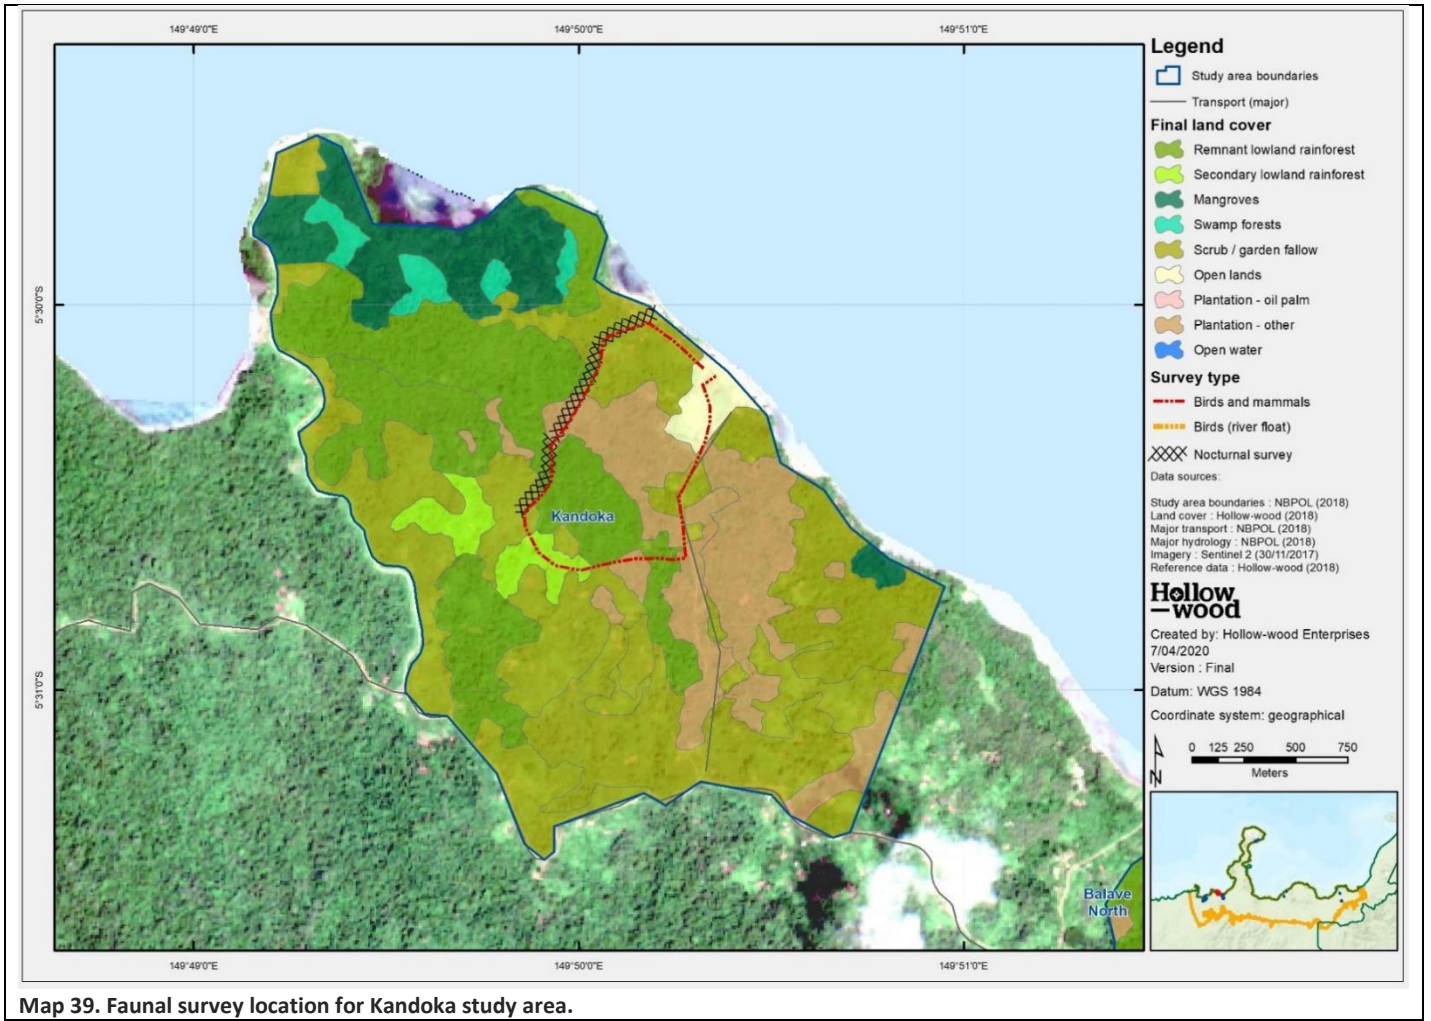 149°49'0"E
149°50'0"E
149°51'0"E
5°30'0"S
5°31'0"S
Kandoka
Balave
North
149°49'0"E
149°50'0"E
149°51'0"E
Legend
Study area boundaries
Transport (major)
Final land cover
Remnant lowland rainforest
Secondary lowland rainforest
Mangroves
Swamp forests
Scrub / garden fallow
Open lands
Plantation - oil palm
Plantation - other
Open water
Survey type
Birds and mammals
Birds (river float)
Nocturnal survey
Data sources:
Study area boundaries : NBPOL (2018)
Land cover : Hollow-wood (2018)
Major transport : NBPOL (2018)
Major hydrology : NBPOL (2018)
Imagery : Sentinel 2 (30/11/2017)
Reference data : Hollow-wood (2018)
Hollow
—wood
Created by: Hollow-wood Enterprises
7/04/2020
Version : Final
Datum: WGS 1984
Coordinate system: geographical
N
0 125 250 500 750
Meters
Map 39. Faunal survey location for Kandoka study area.